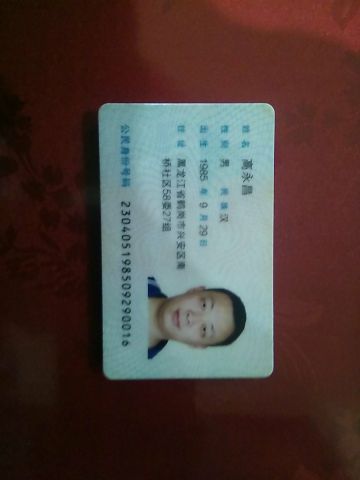 姓名 高永昌
性别 男 民族 汉
出生 1985 年 9 月 29 日
住址 黑龙江省鹤岗市兴安区南
桥社区58委27组
公民身份号码 230405198509290016